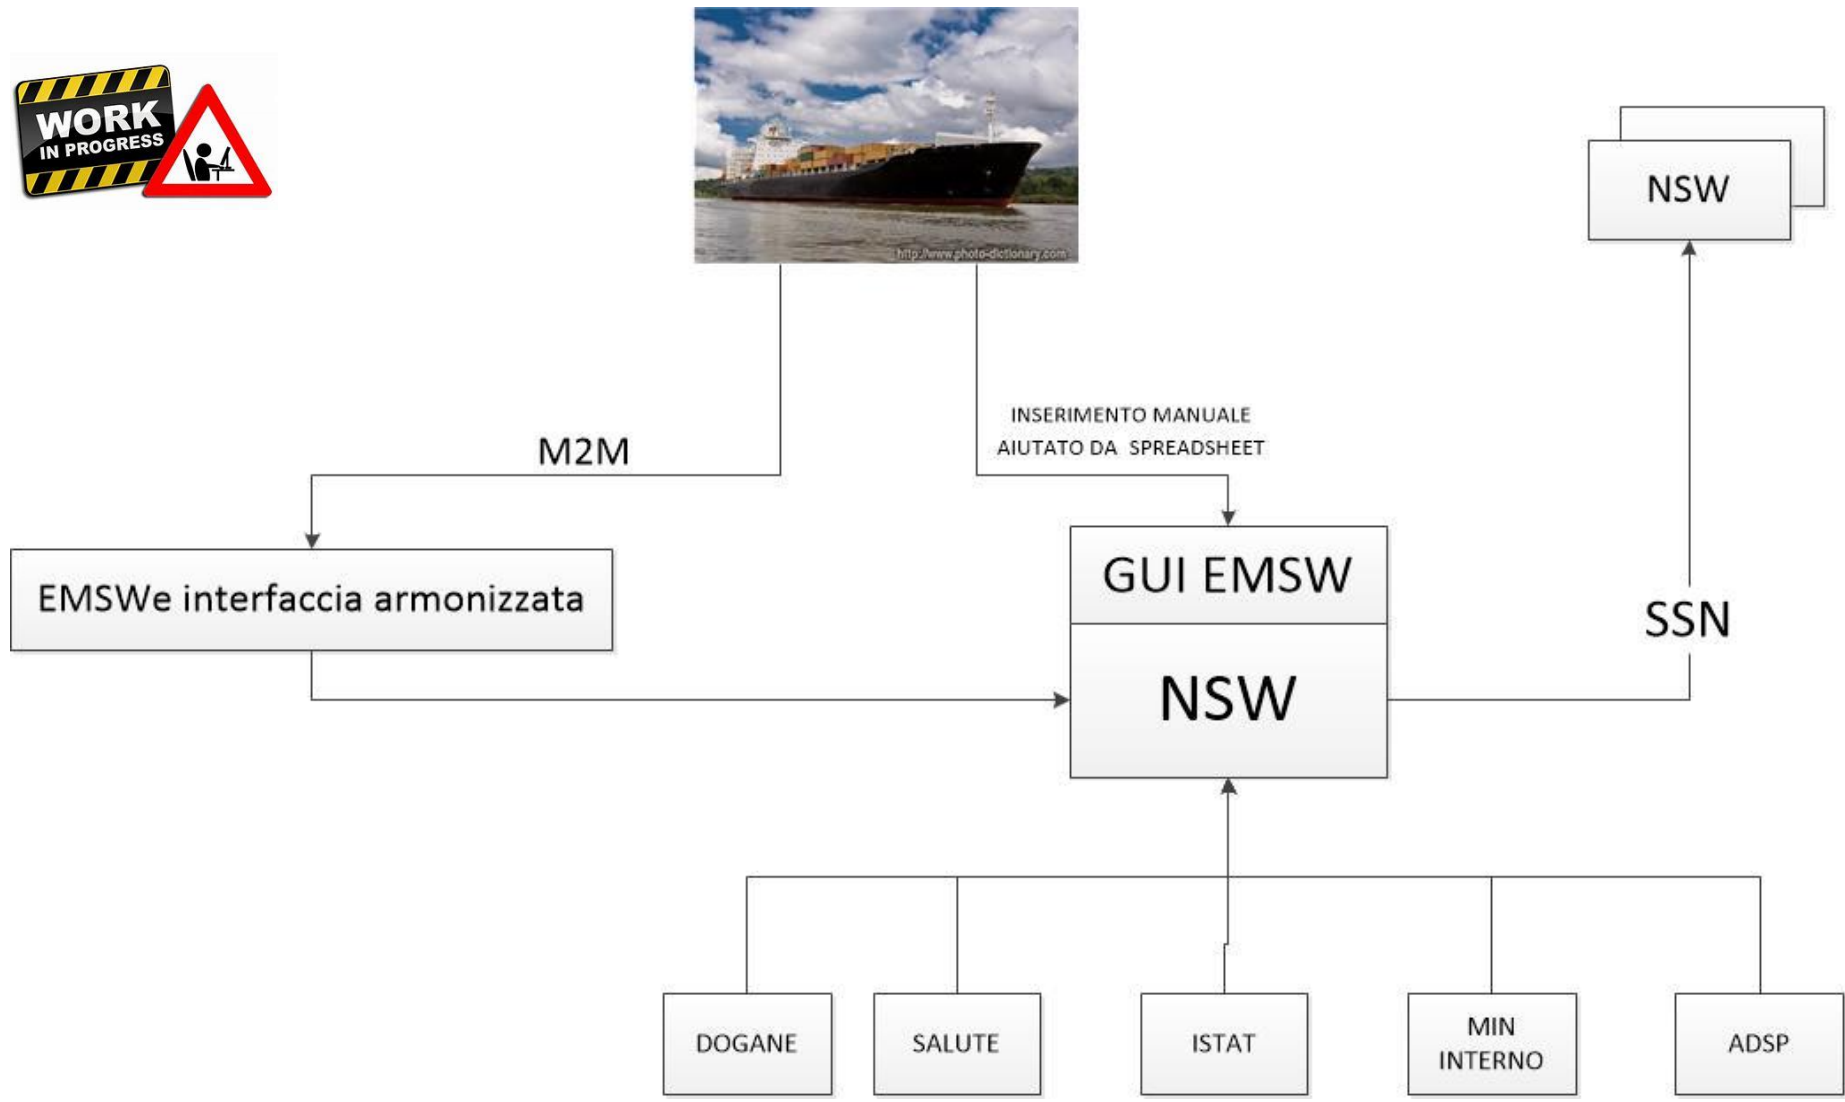 WORK
IN PROGRESS
http://www.photo-dictionary.com
NSW
INSERIMENTO MANUALE
AIUTATO DA SPREADSHEET
M2M
EMSWe interfaccia armonizzata
GUI EMSW
NSW
SSN
DOGANE
SALUTE
ISTAT
MIN
INTERNO
ADSP